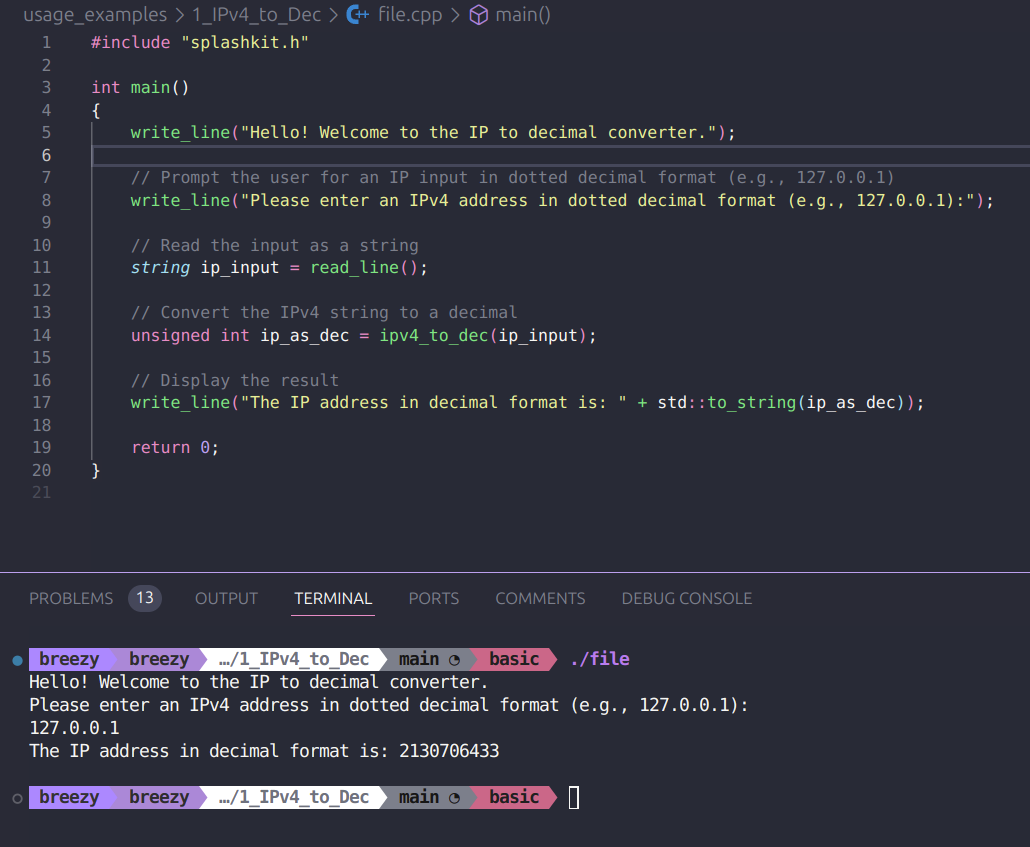 usage_examples > 1_IPv4_to_Dec > file.cpp > main()
1 #include "splashkit.h"
2
3 int main()
4 {
5     write_line("Hello! Welcome to the IP to decimal converter.");
6
7     // Prompt the user for an IP input in dotted decimal format (e.g., 127.0.0.1)
8     write_line("Please enter an IPv4 address in dotted decimal format (e.g., 127.0.0.1):");
9
10     // Read the input as a string
11     string ip_input = read_line();
12
13     // Convert the IPv4 string to a decimal
14     unsigned int ip_as_dec = ipv4_to_dec(ip_input);
15
16     // Display the result
17     write_line("The IP address in decimal format is: " + std::to_string(ip_as_dec));
18
19     return 0;
20 }
21
PROBLEMS 13 OUTPUT TERMINAL PORTS COMMENTS DEBUG CONSOLE
breezy breezy …/1_IPv4_to_Dec main basic ./file
Hello! Welcome to the IP to decimal converter.
Please enter an IPv4 address in dotted decimal format (e.g., 127.0.0.1):
127.0.0.1
The IP address in decimal format is: 2130706433
breezy breezy …/1_IPv4_to_Dec main basic